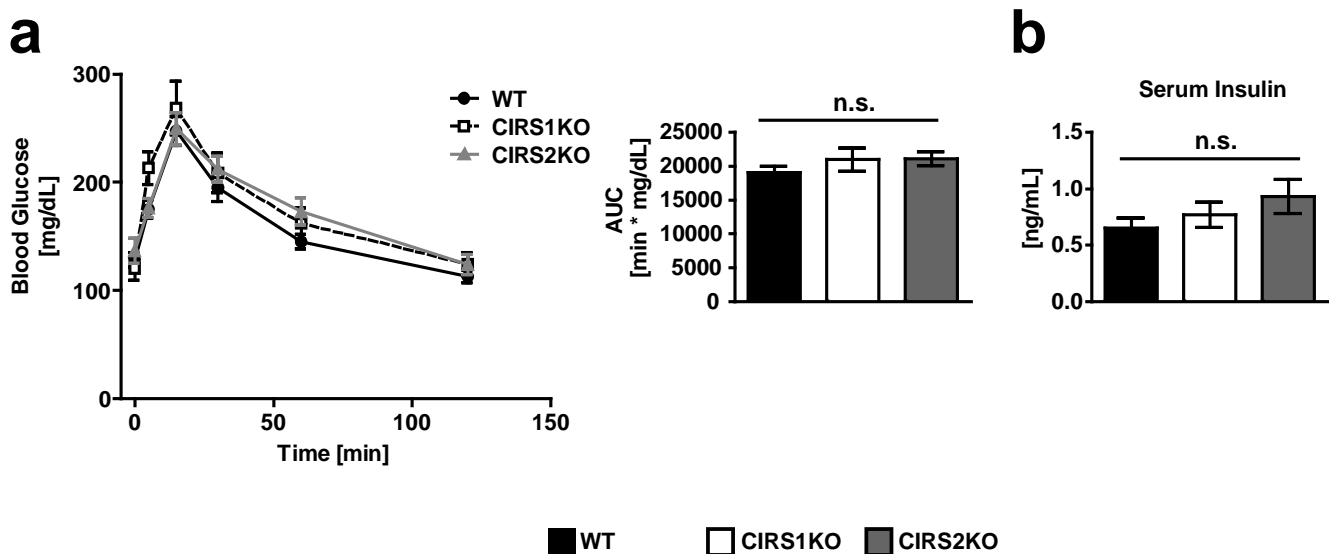 a
Blood Glucose
[mg/dL]
300
200
100
0
0
50
100
150
Time [min]
WT
CIRS1KO
CIRS2KO
n.s.
AUC
[min * mg/dL]
25000
20000
15000
10000
5000
0
b
Serum Insulin
n.s.
[ng/mL]
1.5
1.0
0.5
0.0
WT CIRS1KO CIRS2KO